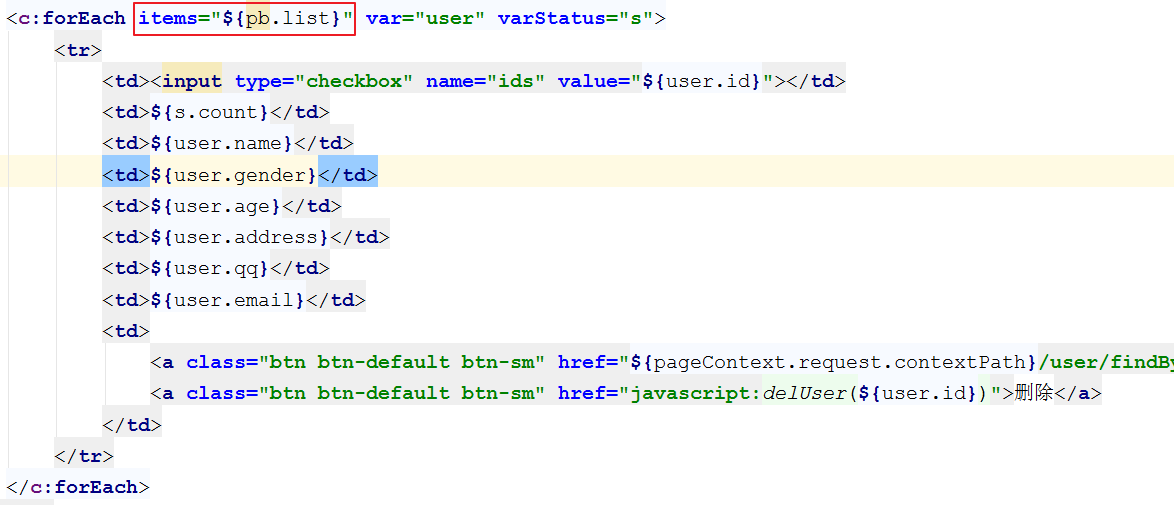 <c:forEach items="${pb.list}" var="user" varStatus="s">
<tr>
<td><input type="checkbox" name="ids" value="${user.id}"></td>
<td>${s.count}</td>
<td>${user.name}</td>
<td>${user.gender}</td>
<td>${user.age}</td>
<td>${user.address}</td>
<td>${user.qq}</td>
<td>${user.email}</td>
<td>
<a class="btn btn-default btn-sm" href="${pageContext.request.contextPath}/user/findBy
<a class="btn btn-default btn-sm" href="javascript:delUser(${user.id})">删除</a>
</td>
</tr>
</c:forEach>